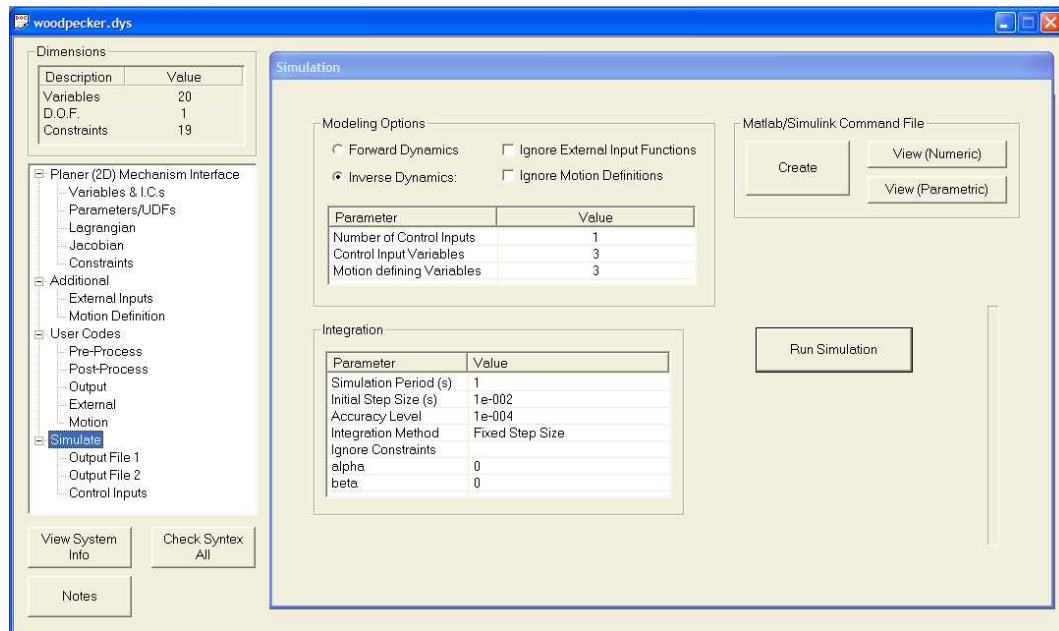 woodpecker.dys
Dimensions
Description Value
Variables 20
D.O.F. 1
Constraints 19
Planer (2D) Mechanism Interface
Variables & I.C.s
Parameters/UDFs
Lagrangian
Jacobian
Constraints
Additional
External Inputs
Motion Definition
User Codes
Pre-Process
Post-Process
Output
External
Motion
Simulate
Output File 1
Output File 2
Control Inputs
View System Info
Check Syntex All
Notes
Simulation
Modeling Options
Forward Dynamics
Ignore External Input Functions
Inverse Dynamics:
Ignore Motion Definitions
Parameter Value
Number of Control Inputs 1
Control Input Variables 3
Motion defining Variables 3
Matlab/Simulink Command File
Create
View (Numeric)
View (Parametric)
Integration
Parameter Value
Simulation Period (s) 1
Initial Step Size (s) 1e-002
Accuracy Level 1e-004
Integration Method Fixed Step Size
Ignore Constraints
alpha 0
beta 0
Run Simulation